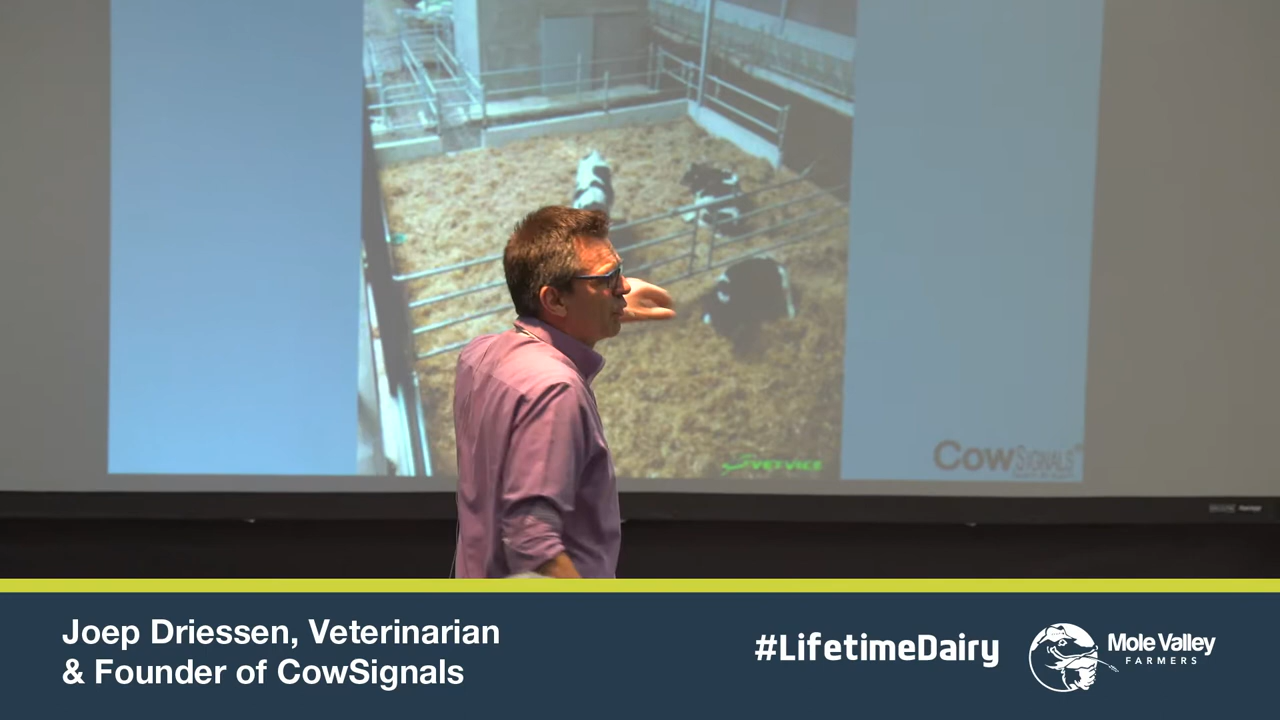 VETVICE
CowSignals
Joep Driessen, Veterinarian
& Founder of CowSignals
#LifetimeDairy
Mole Valley
FARMERS